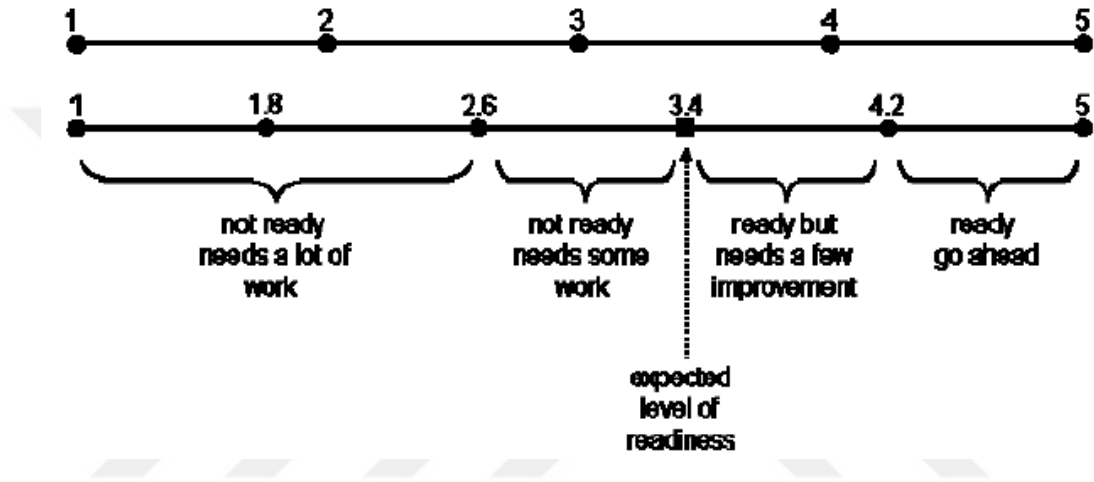 1 2 3 4 5
1 1.8 2.6 3.4 4.2 5
not ready
needs a lot of
work
not ready
needs some
work
ready but
needs a few
improvement
ready
go ahead
expected
level of
readiness